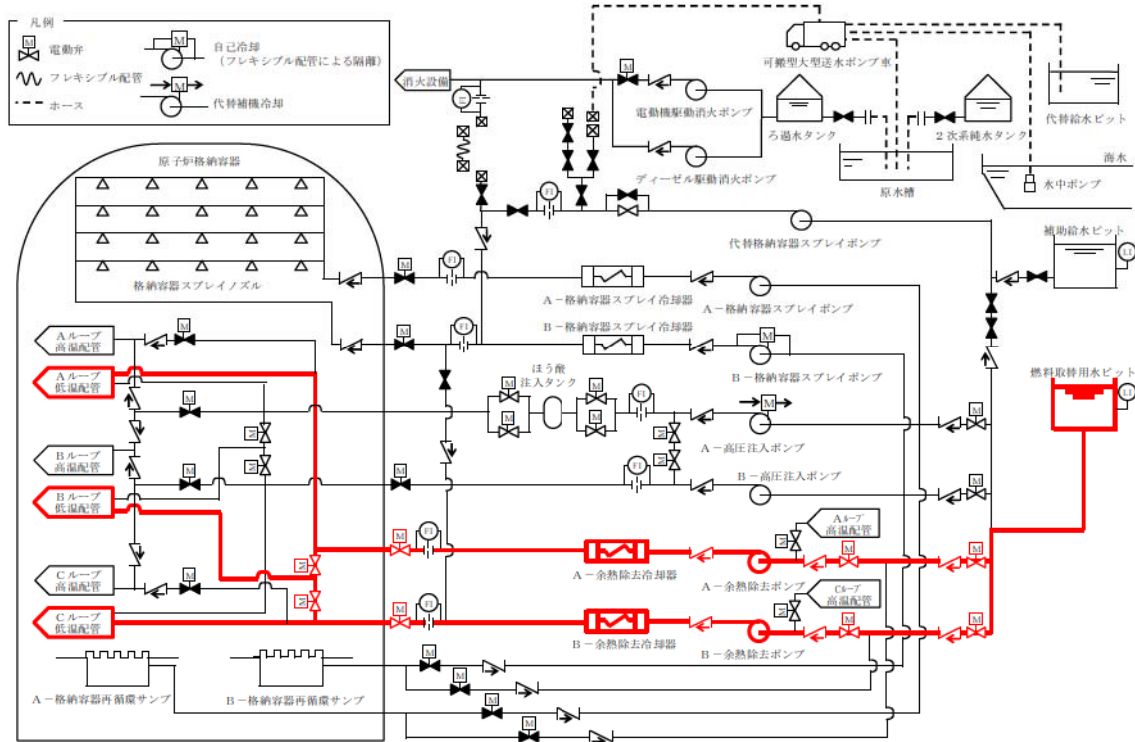 凡例
M
電動弁
フレキシブル配管
ホース
M
自己冷却
（フレキシブル配管による隔離）
M
代替補機冷却
消火設備
M
電動機駆動消火ポンプ
ディーゼル駆動消火ポンプ
可搬型大型送水ポンプ車
ろ過水タンク
2次系純水タンク
原水槽
代替給水ピット
海水
水中ポンプ
FI
代替格納容器スプレイポンプ
補助給水ピット
LI
原子炉格納容器
格納容器スプレイノズル
M
FI
A－格納容器スプレイ冷却器
A－格納容器スプレイポンプ
M
FI
B－格納容器スプレイ冷却器
M
B－格納容器スプレイポンプ
燃料取替用水ピット
LI
Aループ
高温配管
M
Aループ
低温配管
M
ほう酸
注入タンク
M
M
M
M
FI
M
A－高圧注入ポンプ
M
M
M
M
M
Bループ
高温配管
Bループ
低温配管
M
M
FI
B－高圧注入ポンプ
M
Cループ
高温配管
M
Cループ
低温配管
M
M
M
FI
A－余熱除去冷却器
A－余熱除去ポンプ
M
Aループ
高温配管
M
M
M
FI
B－余熱除去冷却器
B－余熱除去ポンプ
M
Cループ
高温配管
M
M
A－格納容器再循環サンプ
B－格納容器再循環サンプ
M
M
M
M